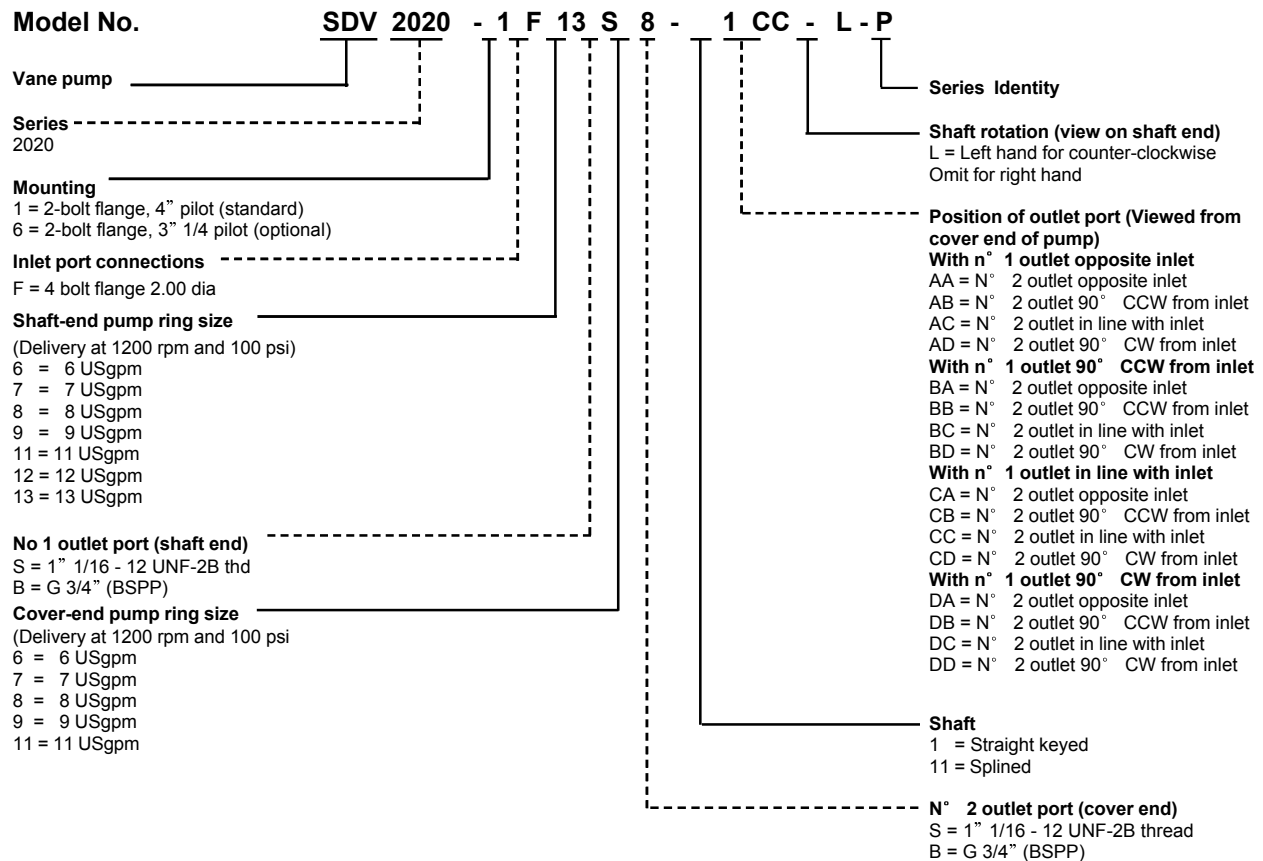 Model No. SDV 2020 - 1 F 13 S 8 - 1 CC - L - P
Vane pump
Series
2020
Mounting
1 = 2-bolt flange, 4” pilot (standard)
6 = 2-bolt flange, 3” 1/4 pilot (optional)
Inlet port connections
F = 4 bolt flange 2.00 dia
Shaft-end pump ring size
(Delivery at 1200 rpm and 100 psi)
6 = 6 USgpm
7 = 7 USgpm
8 = 8 USgpm
9 = 9 USgpm
11 = 11 USgpm
12 = 12 USgpm
13 = 13 USgpm
No 1 outlet port (shaft end)
S = 1” 1/16 - 12 UNF-2B thd
B = G 3/4” (BSPP)
Cover-end pump ring size
(Delivery at 1200 rpm and 100 psi
6 = 6 USgpm
7 = 7 USgpm
8 = 8 USgpm
9 = 9 USgpm
11 = 11 USgpm
Series Identity
Shaft rotation (view on shaft end)
L = Left hand for counter-clockwise
Omit for right hand
Position of outlet port (Viewed from
cover end of pump)
With n° 1 outlet opposite inlet
AA = N° 2 outlet opposite inlet
AB = N° 2 outlet 90° CCW from inlet
AC = N° 2 outlet in line with inlet
AD = N° 2 outlet 90° CW from inlet
With n° 1 outlet 90° CCW from inlet
BA = N° 2 outlet opposite inlet
BB = N° 2 outlet 90° CCW from inlet
BC = N° 2 outlet in line with inlet
BD = N° 2 outlet 90° CW from inlet
With n° 1 outlet in line with inlet
CA = N° 2 outlet opposite inlet
CB = N° 2 outlet 90° CCW from inlet
CC = N° 2 outlet in line with inlet
CD = N° 2 outlet 90° CW from inlet
With n° 1 outlet 90° CW from inlet
DA = N° 2 outlet opposite inlet
DB = N° 2 outlet 90° CCW from inlet
DC = N° 2 outlet in line with inlet
DD = N° 2 outlet 90° CW from inlet
Shaft
1 = Straight keyed
11 = Splined
N° 2 outlet port (cover end)
S = 1” 1/16 - 12 UNF-2B thread
B = G 3/4” (BSPP)